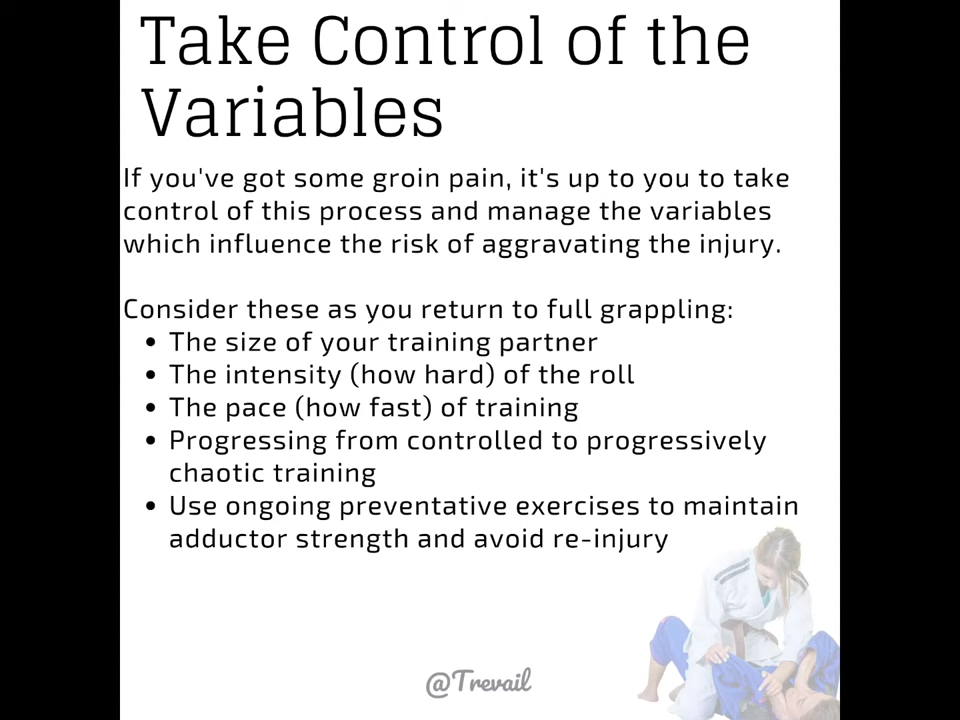 Take Control of the
Variables
If you've got some groin pain, it's up to you to take
control of this process and manage the variables
which influence the risk of aggravating the injury.
Consider these as you return to full grappling:
• The size of your training partner
• The intensity (how hard) of the roll
• The pace (how fast) of training
• Progressing from controlled to progressively
chaotic training
• Use ongoing preventative exercises to maintain
adductor strength and avoid re-injury
@Trevail